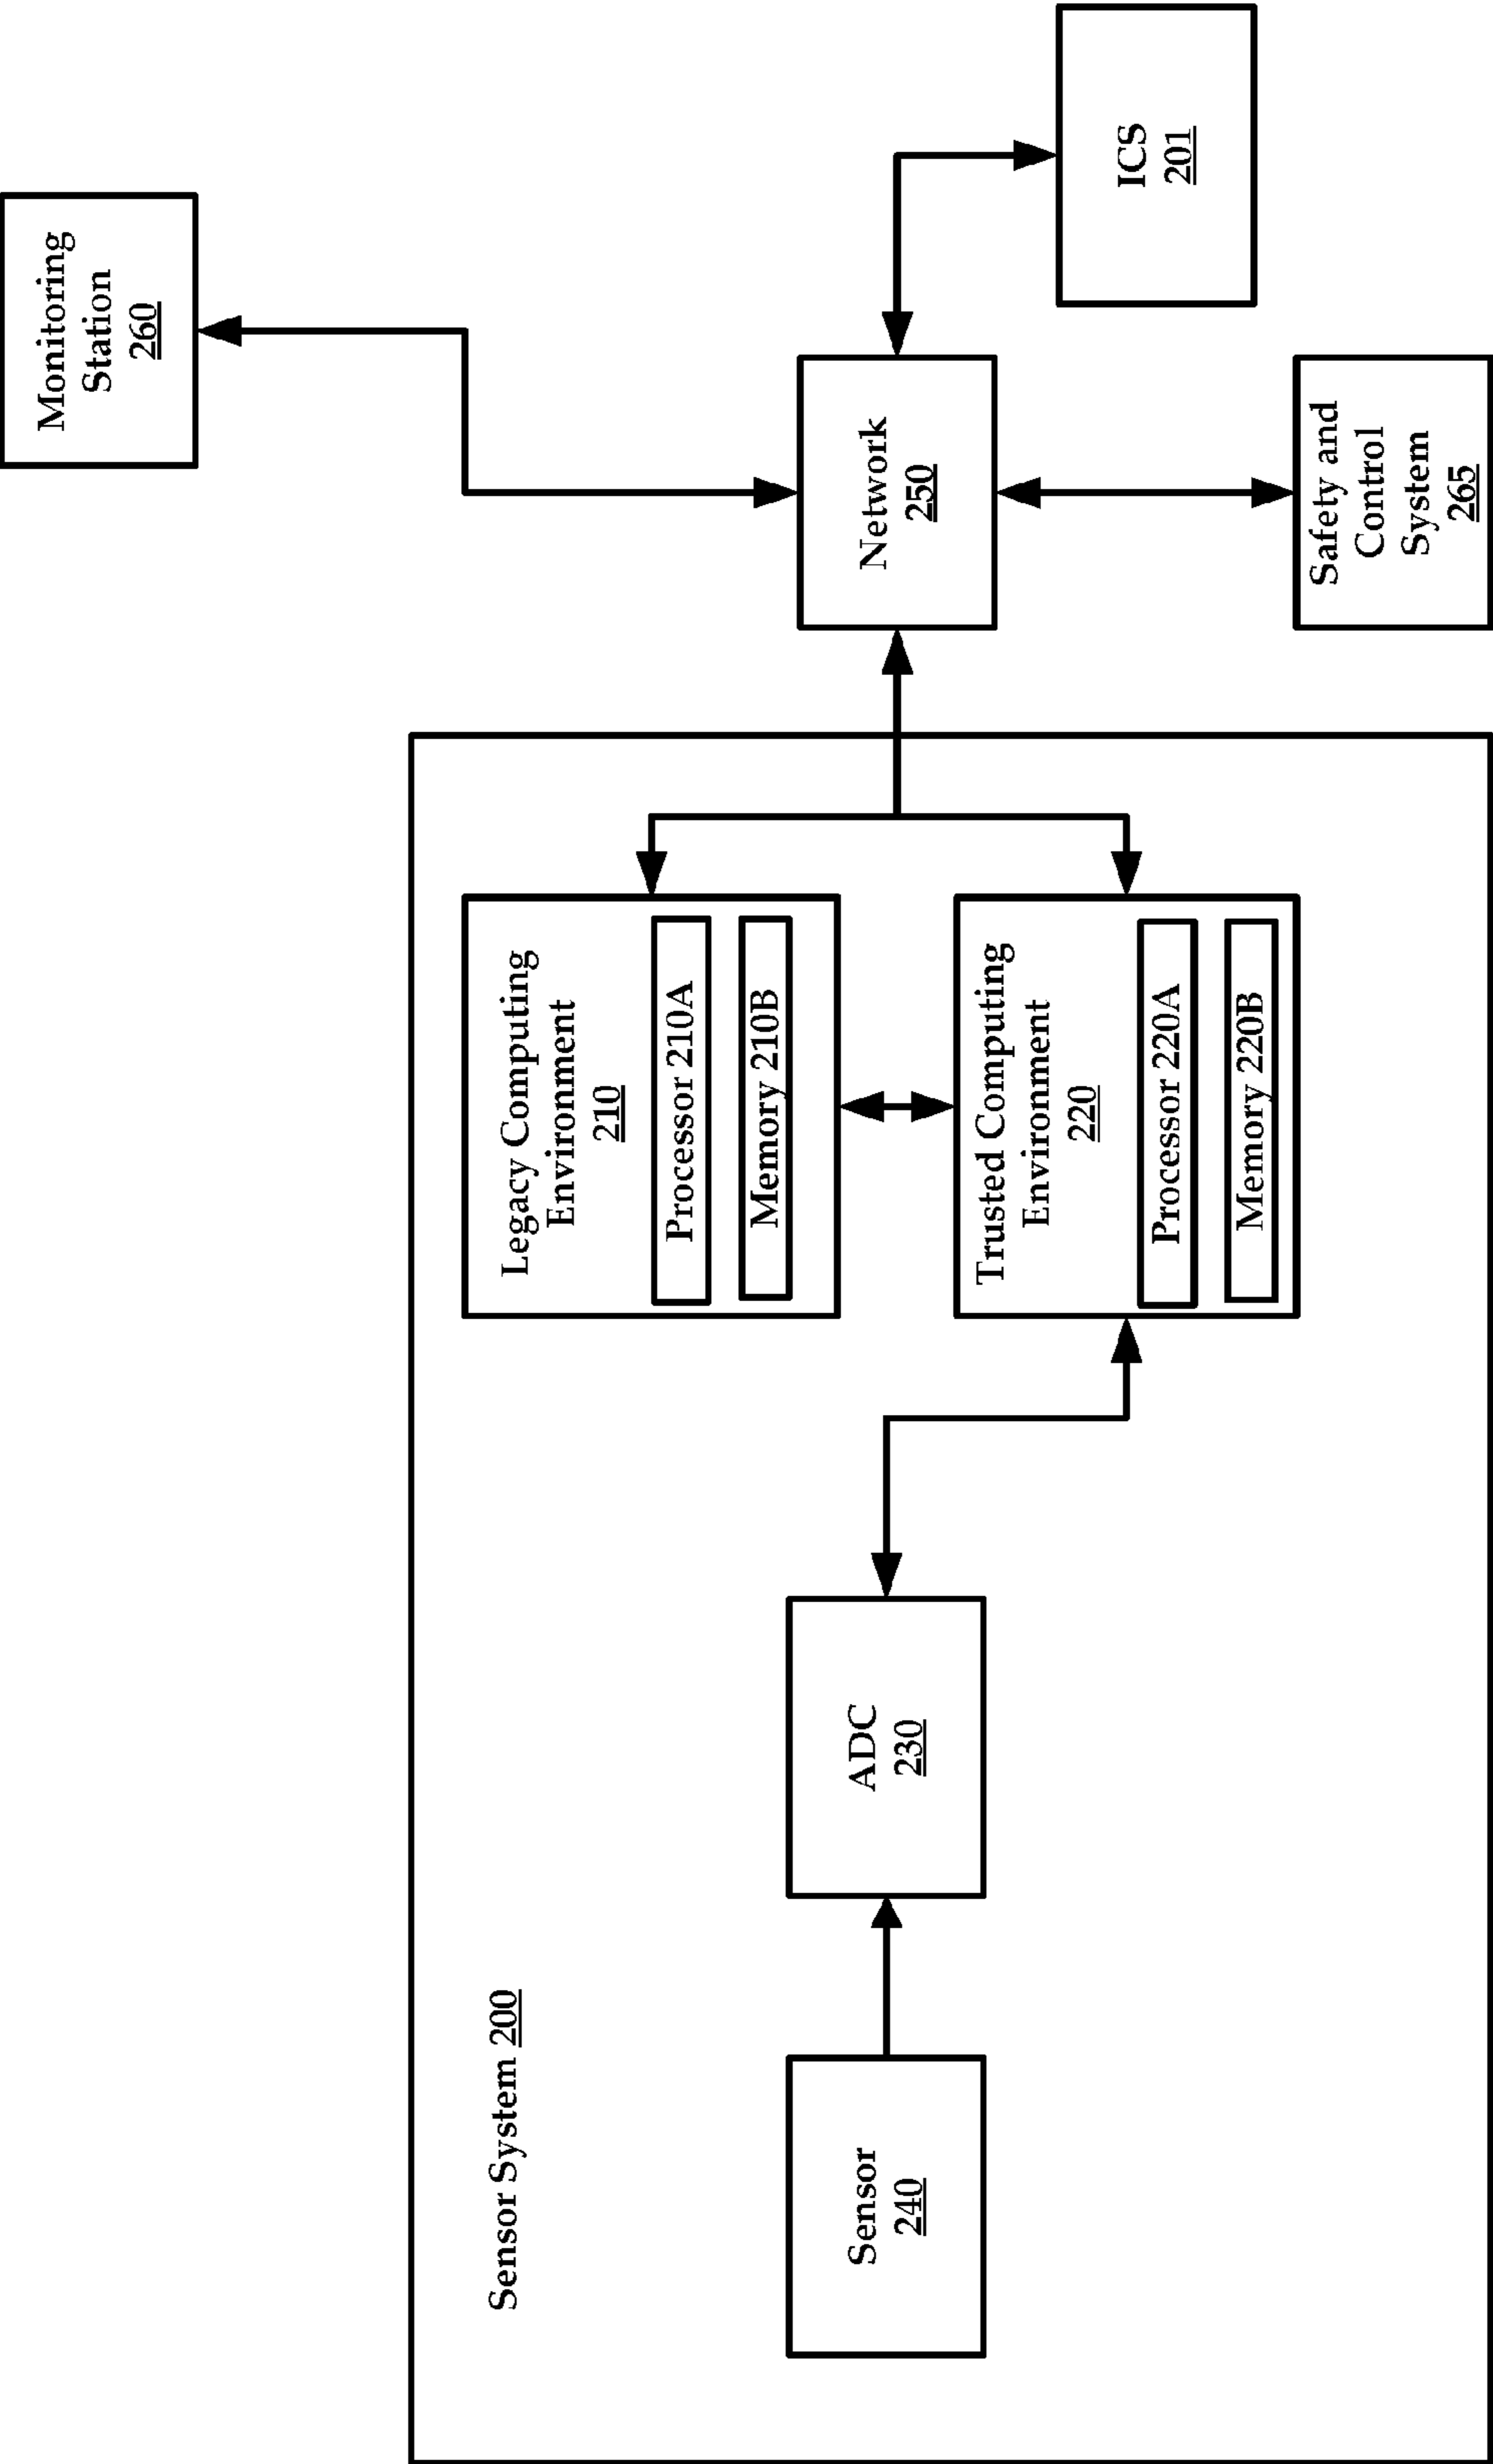 Sensor System 200
Sensor
240
ADC
230
Legacy Computing
Environment
210
Processor 210A
Memory 210B
Trusted Computing
Environment
220
Processor 220A
Memory 220B
Network
250
Monitoring
Station
260
Safety and
Control
System
265
ICS
201